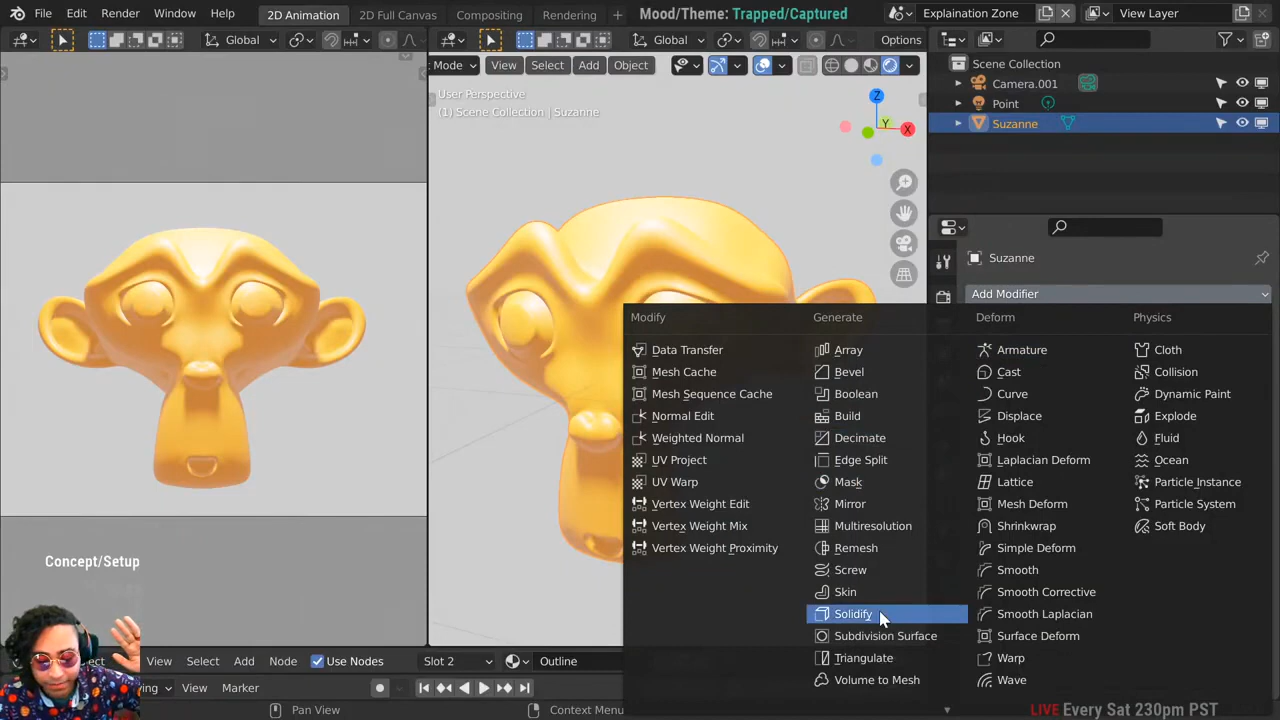 File Edit Render Window Help 2D Animation 2D Full Canvas Compositing Rendering + Mood/Theme: Trapped/Captured Explaination Zone View Layer
Global Global Options
Mode View Select Add Object
User Perspective
(1) Scene Collection | Suzanne
Z
Y
X
Scene Collection
Camera.001
Point
Suzanne
Suzanne
Add Modifier
Modify
Data Transfer
Mesh Cache
Mesh Sequence Cache
Normal Edit
Weighted Normal
UV Project
UV Warp
Vertex Weight Edit
Vertex Weight Mix
Vertex Weight Proximity
Generate
Array
Bevel
Boolean
Build
Decimate
Edge Split
Mask
Mirror
Multiresolution
Remesh
Screw
Skin
Solidify
Subdivision Surface
Triangulate
Volume to Mesh
Deform
Armature
Cast
Curve
Displace
Hook
Laplacian Deform
Lattice
Mesh Deform
Shrinkwrap
Simple Deform
Smooth
Smooth Corrective
Smooth Laplacian
Surface Deform
Warp
Wave
Physics
Cloth
Collision
Dynamic Paint
Explode
Fluid
Ocean
Particle Instance
Particle System
Soft Body
Concept/Setup
View Select Add Node Use Nodes Slot 2 Outline
View Marker
Pan View Context Menu
LIVE Every Sat 230pm PST